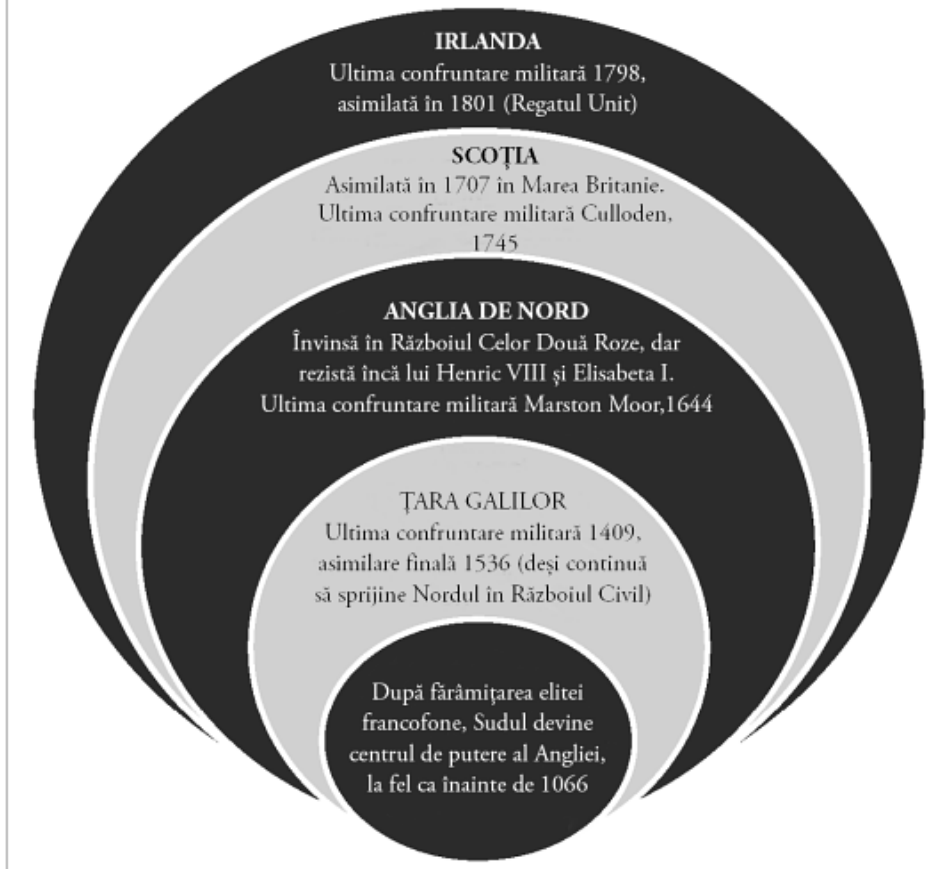 IRLANDA
Ultima confruntare militară 1798,
asimilată în 1801 (Regatul Unit)
SCOȚIA
Asimilată în 1707 în Marea Britanie.
Ultima confruntare militară Culloden,
1745
ANGLIA DE NORD
Învinsă în Războiul Celor Două Roze, dar
rezistă încă lui Henric VIII și Elisabeta I.
Ultima confruntare militară Marston Moor,1644
ȚARA GALILOR
Ultima confruntare militară 1409,
asimilare finală 1536 (deși continuă
să sprijine Nordul în Războiul Civil)
După fărâmițarea elitei
francofone, Sudul devine
centrul de putere al Angliei,
la fel ca înainte de 1066